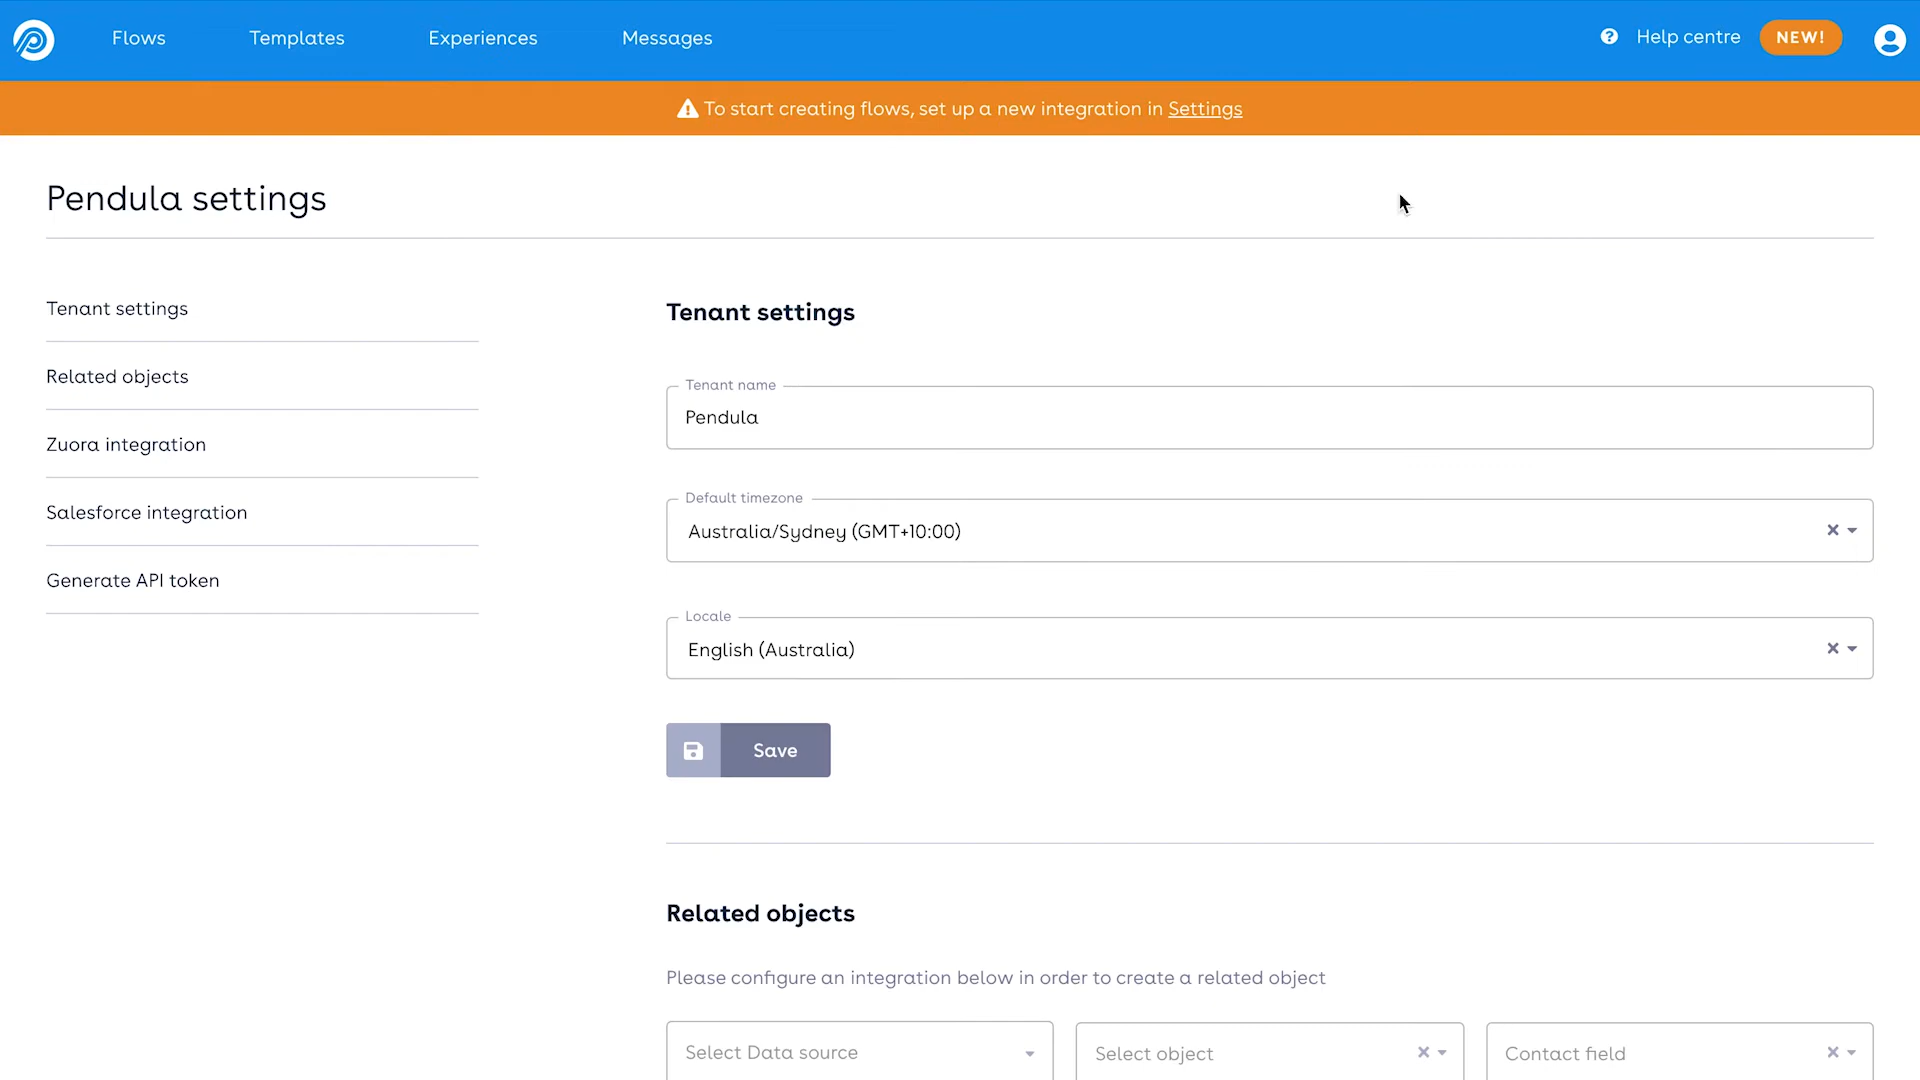 Flows
Templates
Experiences
Messages
Help centre
NEW!
To start creating flows, set up a new integration in Settings
Pendula settings
Tenant settings
Related objects
Zuora integration
Salesforce integration
Generate API token
Tenant settings
Tenant name
Pendula
Default timezone
Australia/Sydney (GMT+10:00)
Locale
English (Australia)
Save
Related objects
Please configure an integration below in order to create a related object
Select Data source
Select object
Contact field